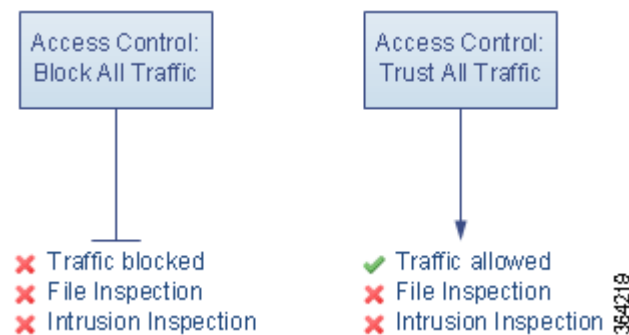 Access Control:
Block All Traffic
Access Control:
Trust All Traffic
Traffic blocked
File Inspection
Intrusion Inspection
Traffic allowed
File Inspection
Intrusion Inspection
364219